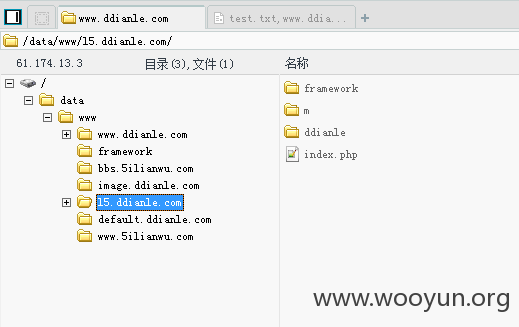 www.ddianle.com test.txt,www.ddia...
/data/www/l5.ddianle.com/
61.174.13.3 目录(3),文件(1) 名称
/
data
www
www.ddianle.com
framework
bbs.5ilianwu.com
image.ddianle.com
l5.ddianle.com
default.ddianle.com
www.5ilianwu.com
framework
m
ddianle
index.php
www.wooyun.org